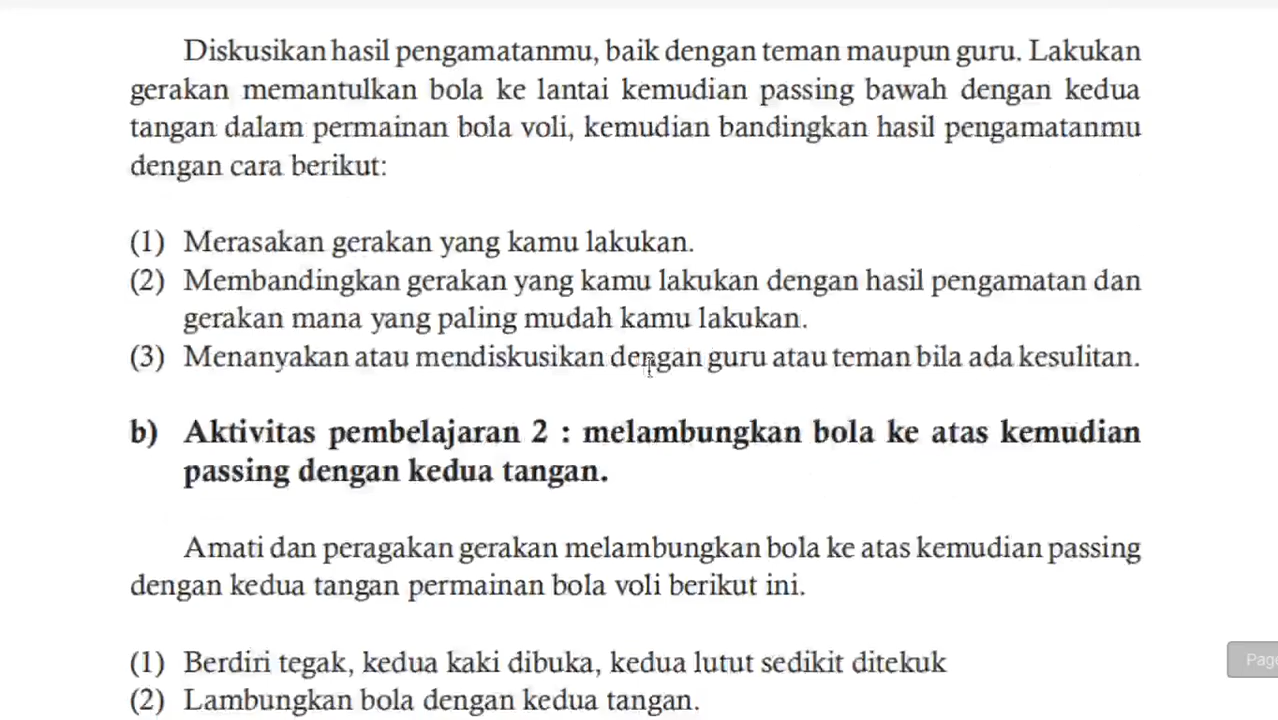 Diskusikan hasil pengamatanmu, baik dengan teman maupun guru. Lakukan
gerakan memantulkan bola ke lantai kemudian passing bawah dengan kedua
tangan dalam permainan bola voli, kemudian bandingkan hasil pengamatanmu
dengan cara berikut:
(1) Merasakan gerakan yang kamu lakukan.
(2) Membandingkan gerakan yang kamu lakukan dengan hasil pengamatan dan
gerakan mana yang paling mudah kamu lakukan.
(3) Menanyakan atau mendiskusikan dengan guru atau teman bila ada kesulitan.
b) Aktivitas pembelajaran 2 : melambungkan bola ke atas kemudian
passing dengan kedua tangan.
Amati dan peragakan gerakan melambungkan bola ke atas kemudian passing
dengan kedua tangan permainan bola voli berikut ini.
(1) Berdiri tegak, kedua kaki dibuka, kedua lutut sedikit ditekuk
(2) Lambungkan bola dengan kedua tangan.